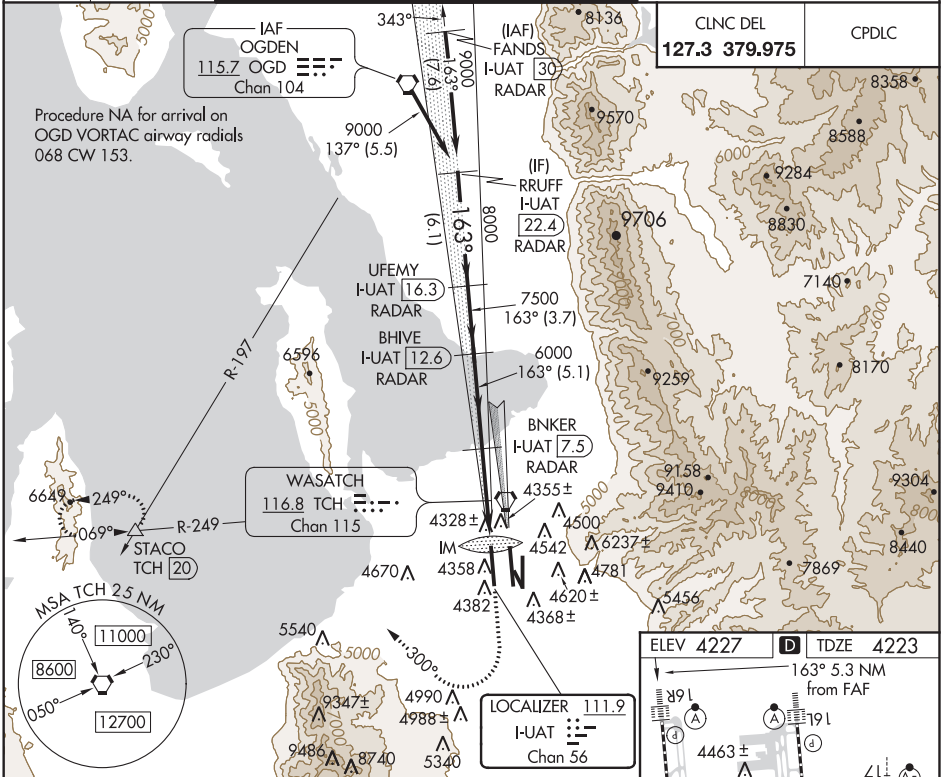 343°
8136
CLNC DEL
127.3 379.975
CPDLC
5000
IAF
OGDEN
115.7 OGD
Chan 104
(IAF)
FANDS
I-UAT 30
RADAR
9000
163°
(7.6)
8358
9570
8588
Procedure NA for arrival on
OGD VORTAC airway radials
068 CW 153.
9000
137° (5.5)
6000
9284
8830
(IF)
RRUFF
I-UAT
22.4
RADAR
9706
163°
8000
(6.1)
7140
6000
UFEMY
I-UAT 16.3
RADAR
7500
163° (3.7)
7000
BHIVE
I-UAT 12.6
RADAR
6000
163° (5.1)
R-197
6596
5000
9259
8170
BNKER
I-UAT 7.5
RADAR
WASATCH
116.8 TCH
Chan 115
9158
9410
9304
6649
249°
069°
R-249
STACO
TCH 20
4355±
4328±
4500
4542
6237±
8440
IM
4670
4358
4382
4781
4620±
4368±
7869
5456
MSA TCH 25 NM
140°
11000
230°
8600
050°
12700
5540
5000
300°
9347±
4990
4988±
9486
8740
5340
LOCALIZER 111.9
I-UAT
Chan 56
ELEV 4227
D
TDZE 4223
163° 5.3 NM
from FAF
16R
A
A
16L
P
P
4463±
17
A